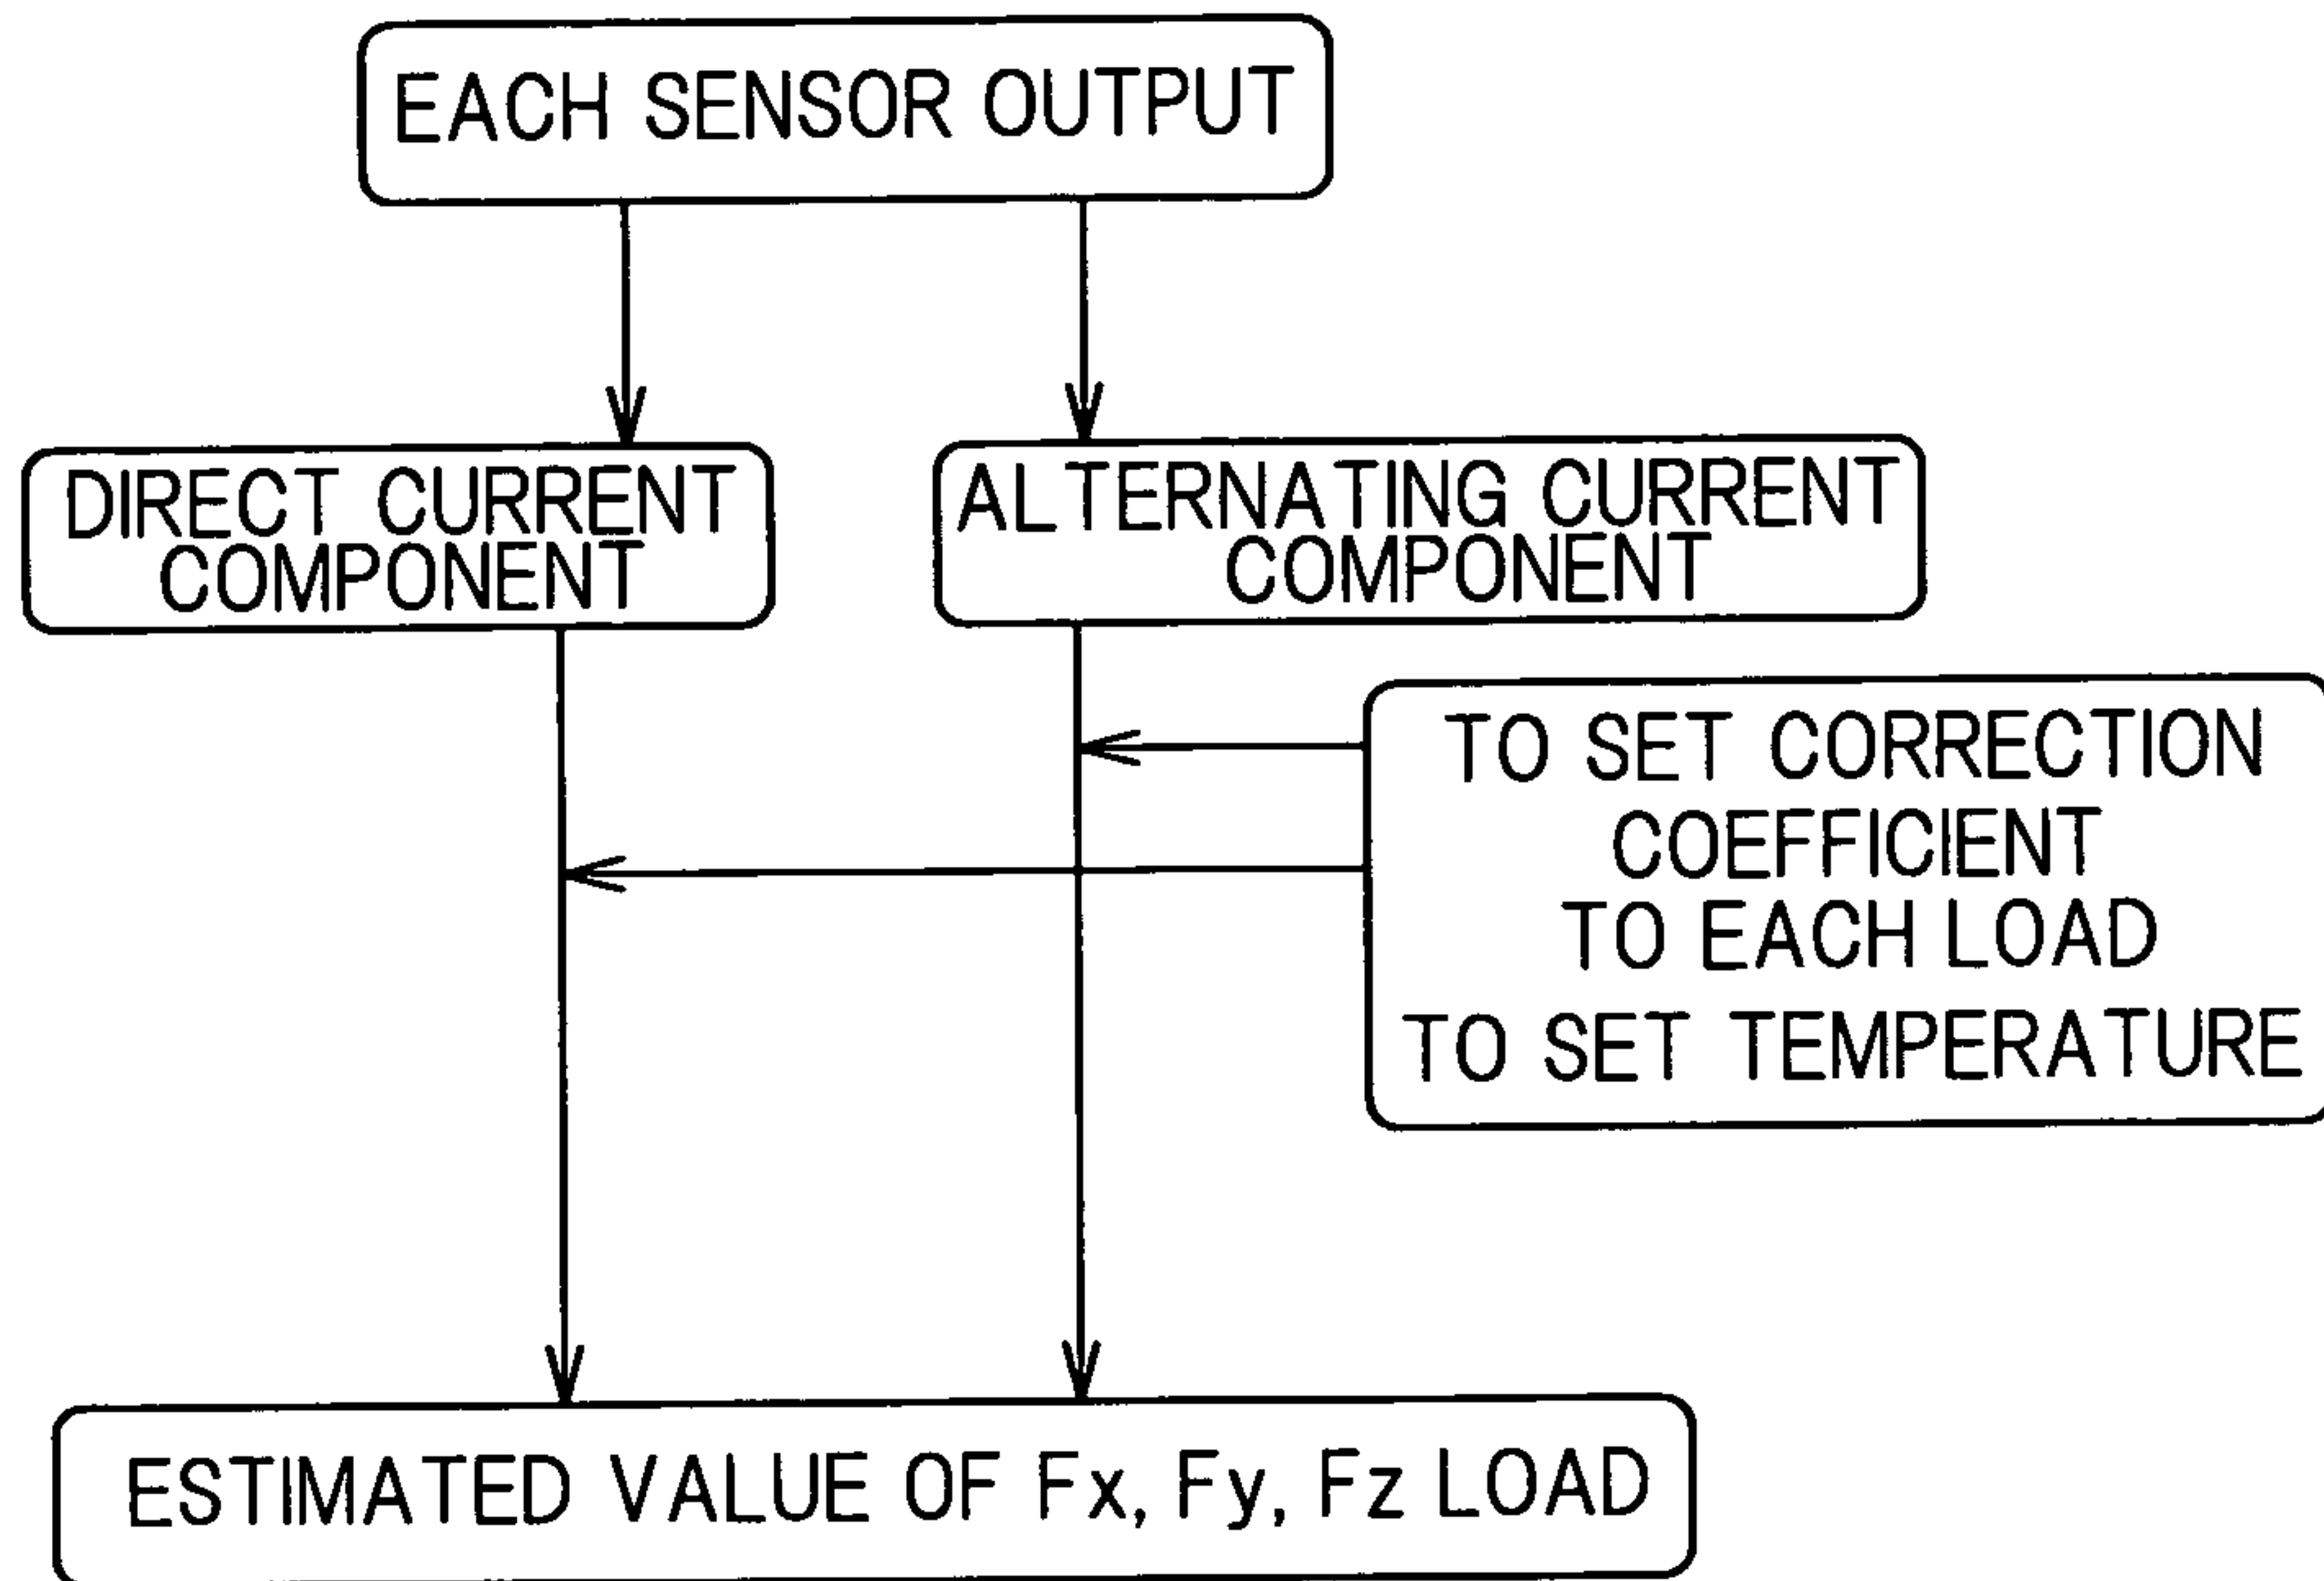 EACH SENSOR OUTPUT
DIRECT CURRENT
COMPONENT
ALTERNATING CURRENT
COMPONENT
TO SET CORRECTION
COEFFICIENT
TO EACH LOAD
TO SET TEMPERATURE
ESTIMATED VALUE OF Fx, Fy, Fz LOAD